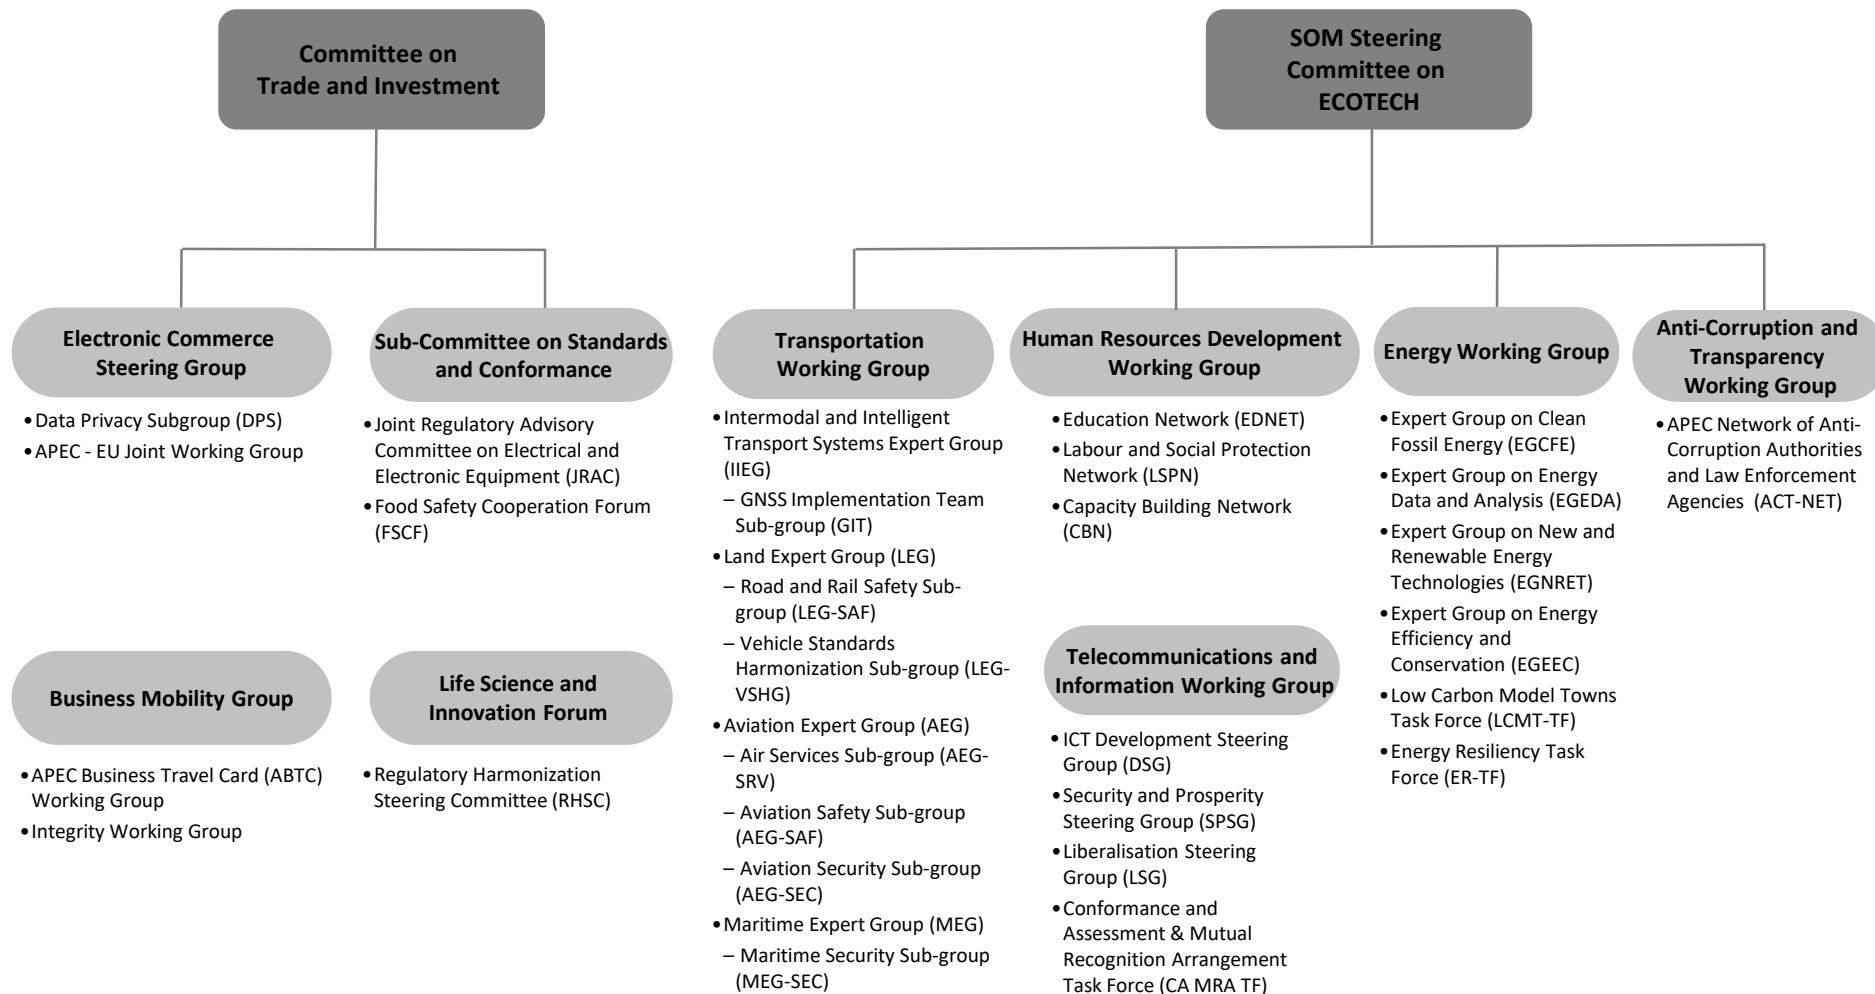 Committee on
Trade and Investment
SOM Steering
Committee on
ECOTECH
Electronic Commerce
Steering Group
•Data Privacy Subgroup (DPS)
•APEC - EU Joint Working Group
Sub-Committee on Standards
and Conformance
•Joint Regulatory Advisory
Committee on Electrical and
Electronic Equipment (JRAC)
•Food Safety Cooperation Forum
(FSCF)
Business Mobility Group
•APEC Business Travel Card (ABTC)
Working Group
•Integrity Working Group
Life Science and
Innovation Forum
•Regulatory Harmonization
Steering Committee (RHSC)
Transportation
Working Group
•Intermodal and Intelligent
Transport Systems Expert Group
(IIEG)
– GNSS Implementation Team
Sub-group (GIT)
•Land Expert Group (LEG)
– Road and Rail Safety Sub-
group (LEG-SAF)
– Vehicle Standards
Harmonization Sub-group (LEG-
VSHG)
•Aviation Expert Group (AEG)
– Air Services Sub-group (AEG-
SRV)
– Aviation Safety Sub-group
(AEG-SAF)
– Aviation Security Sub-group
(AEG-SEC)
•Maritime Expert Group (MEG)
– Maritime Security Sub-group
(MEG-SEC)
Human Resources Development
Working Group
•Education Network (EDNET)
•Labour and Social Protection
Network (LSPN)
•Capacity Building Network
(CBN)
Telecommunications and
Information Working Group
•ICT Development Steering
Group (DSG)
•Security and Prosperity
Steering Group (SPSG)
•Liberalisation Steering
Group (LSG)
•Conformance and
Assessment & Mutual
Recognition Arrangement
Task Force (CA MRA TF)
Energy Working Group
•Expert Group on Clean
Fossil Energy (EGCFE)
•Expert Group on Energy
Data and Analysis (EGEDA)
•Expert Group on New and
Renewable Energy
Technologies (EGNRET)
•Expert Group on Energy
Efficiency and
Conservation (EGEEC)
•Low Carbon Model Towns
Task Force (LCMT-TF)
•Energy Resiliency Task
Force (ER-TF)
Anti-Corruption and
Transparency
Working Group
•APEC Network of Anti-
Corruption Authorities
and Law Enforcement
Agencies (ACT-NET)